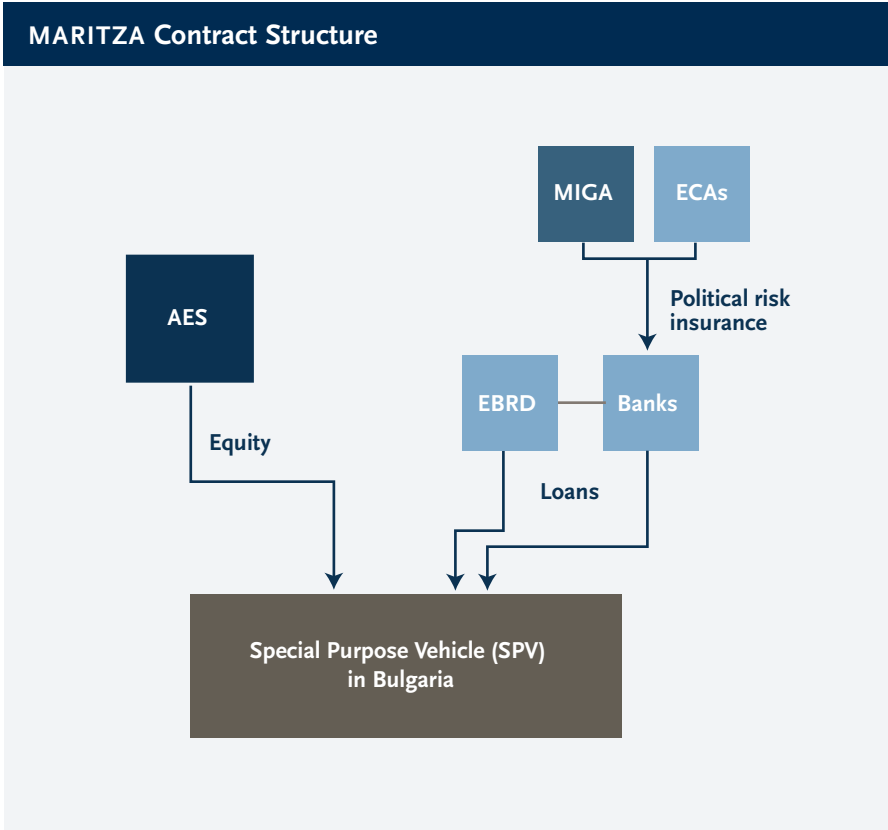 MARITZA Contract Structure
MIGA
ECAs
Political risk
insurance
AES
EBRD
Banks
Equity
Loans
Special Purpose Vehicle (SPV)
in Bulgaria